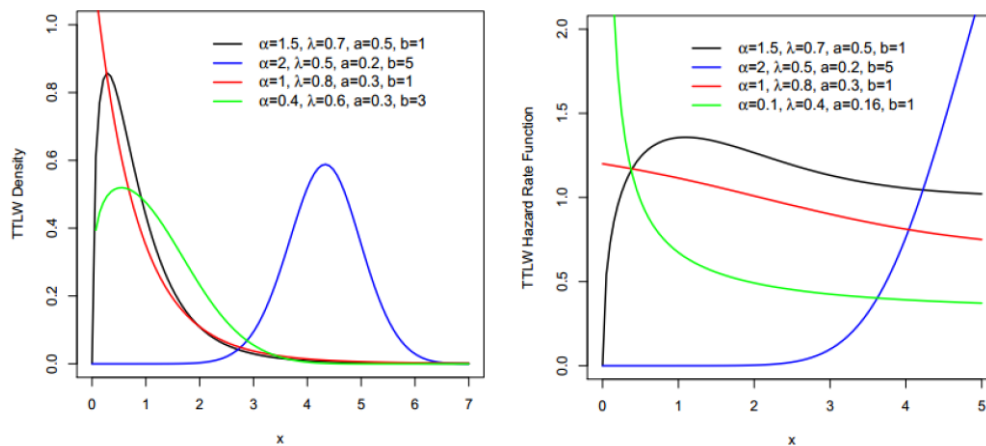 TTLW Density
1.0
0.8
0.6
0.4
0.2
0.0
α=1.5, λ=0.7, a=0.5, b=1
α=2, λ=0.5, a=0.2, b=5
α=1, λ=0.8, a=0.3, b=1
α=0.4, λ=0.6, a=0.3, b=3
0 1 2 3 4 5 6 7
x
TTLW Hazard Rate Function
2.0
1.5
1.0
0.5
0.0
α=1.5, λ=0.7, a=0.5, b=1
α=2, λ=0.5, a=0.2, b=5
α=1, λ=0.8, a=0.3, b=1
α=0.1, λ=0.4, a=0.16, b=1
0 1 2 3 4 5
x